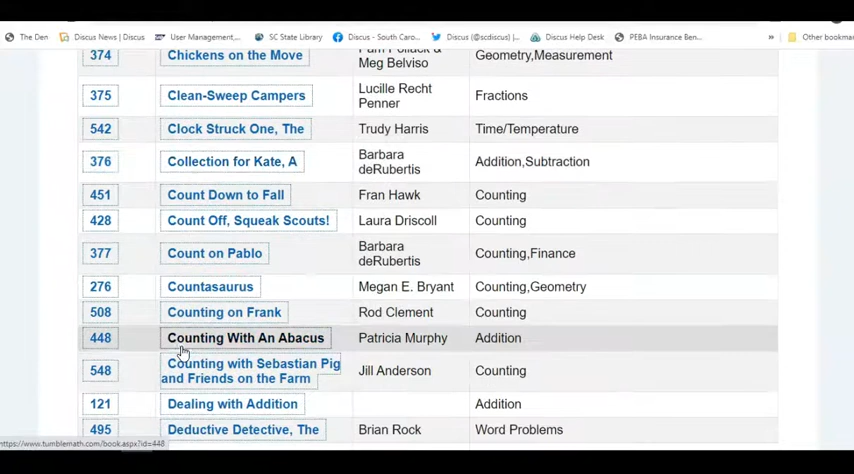 The Den Discus News | Discus User Management,... SC State Library Discus - South Caro... Discus (@scdiscus) |... Discus Help Desk PEBA Insurance Ben... » Other bookmar
374 Chickens on the Move Pam Pollack & Geometry,Measurement
Meg Belviso
375 Clean-Sweep Campers Lucille Recht Fractions
Penner
542 Clock Struck One, The Trudy Harris Time/Temperature
376 Collection for Kate, A Barbara Addition,Subtraction
deRubertis
451 Count Down to Fall Fran Hawk Counting
428 Count Off, Squeak Scouts! Laura Driscoll Counting
377 Count on Pablo Barbara Counting,Finance
deRubertis
276 Countasaurus Megan E. Bryant Counting,Geometry
508 Counting on Frank Rod Clement Counting
448 Counting With An Abacus Patricia Murphy Addition
548 Counting with Sebastian Pig Jill Anderson Counting
and Friends on the Farm
121 Dealing with Addition Addition
495 Deductive Detective, The Brian Rock Word Problems
https://www.tumblemath.com/book.aspx?id=448